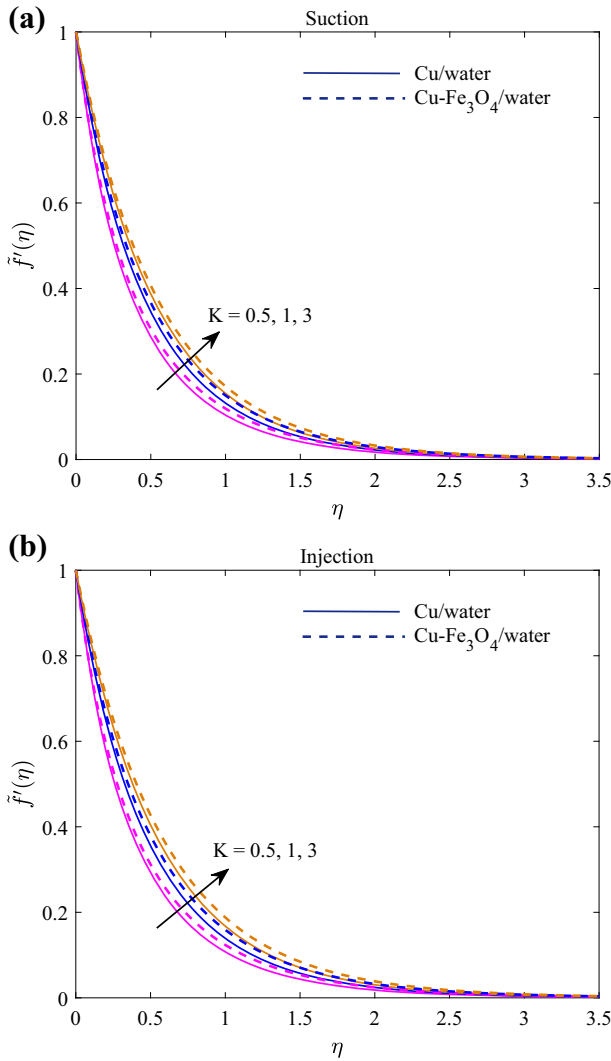 (a)
Suction
1
0.8
0.6
0.4
0.2
0
f̃'(η)
Cu/water
Cu-Fe₃O₄/water
K = 0.5, 1, 3
0 0.5 1 1.5 2 2.5 3 3.5
η
(b)
Injection
1
0.8
0.6
0.4
0.2
0
f̃'(η)
Cu/water
Cu-Fe₃O₄/water
K = 0.5, 1, 3
0 0.5 1 1.5 2 2.5 3 3.5
η